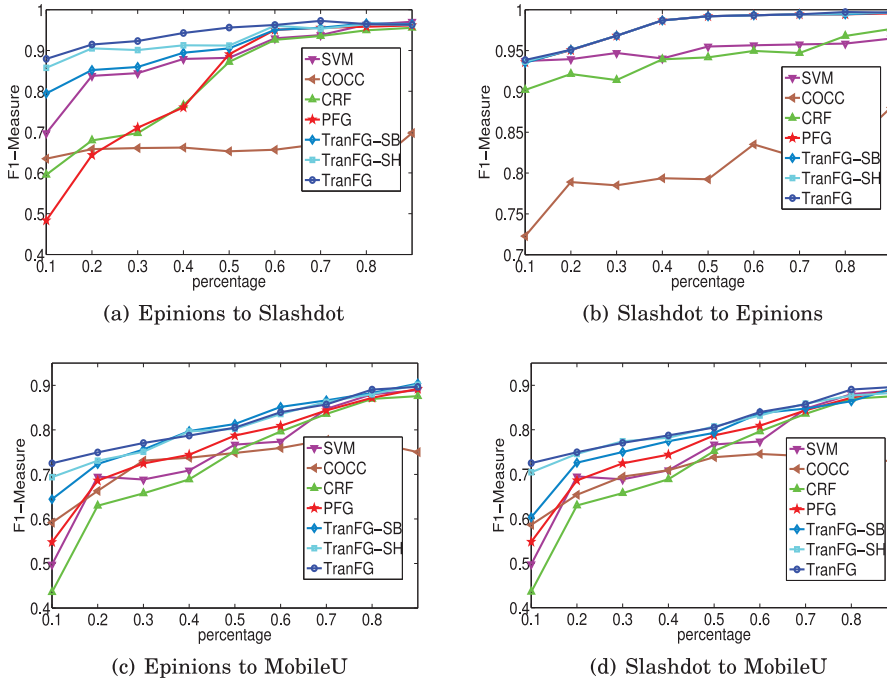 1
0.9
0.8
0.7
0.6
0.5
0.4
F1−Measure
0.1 0.2 0.3 0.4 0.5 0.6 0.7 0.8
percentage
SVM
COCC
CRF
PFG
TranFG−SB
TranFG−SH
TranFG
(a) Epinions to Slashdot
1
0.95
0.9
0.85
0.8
0.75
0.7
F1−Measure
0.1 0.2 0.3 0.4 0.5 0.6 0.7 0.8
percentage
SVM
COCC
CRF
PFG
TranFG−SB
TranFG−SH
TranFG
(b) Slashdot to Epinions
0.9
0.8
0.7
0.6
0.5
0.4
F1−Measure
0.1 0.2 0.3 0.4 0.5 0.6 0.7 0.8
percentage
SVM
COCC
CRF
PFG
TranFG−SB
TranFG−SH
TranFG
(c) Epinions to MobileU
0.9
0.8
0.7
0.6
0.5
0.4
F1−Measure
0.1 0.2 0.3 0.4 0.5 0.6 0.7 0.8
percentage
SVM
COCC
CRF
PFG
TranFG−SB
TranFG−SH
TranFG
(d) Slashdot to MobileU